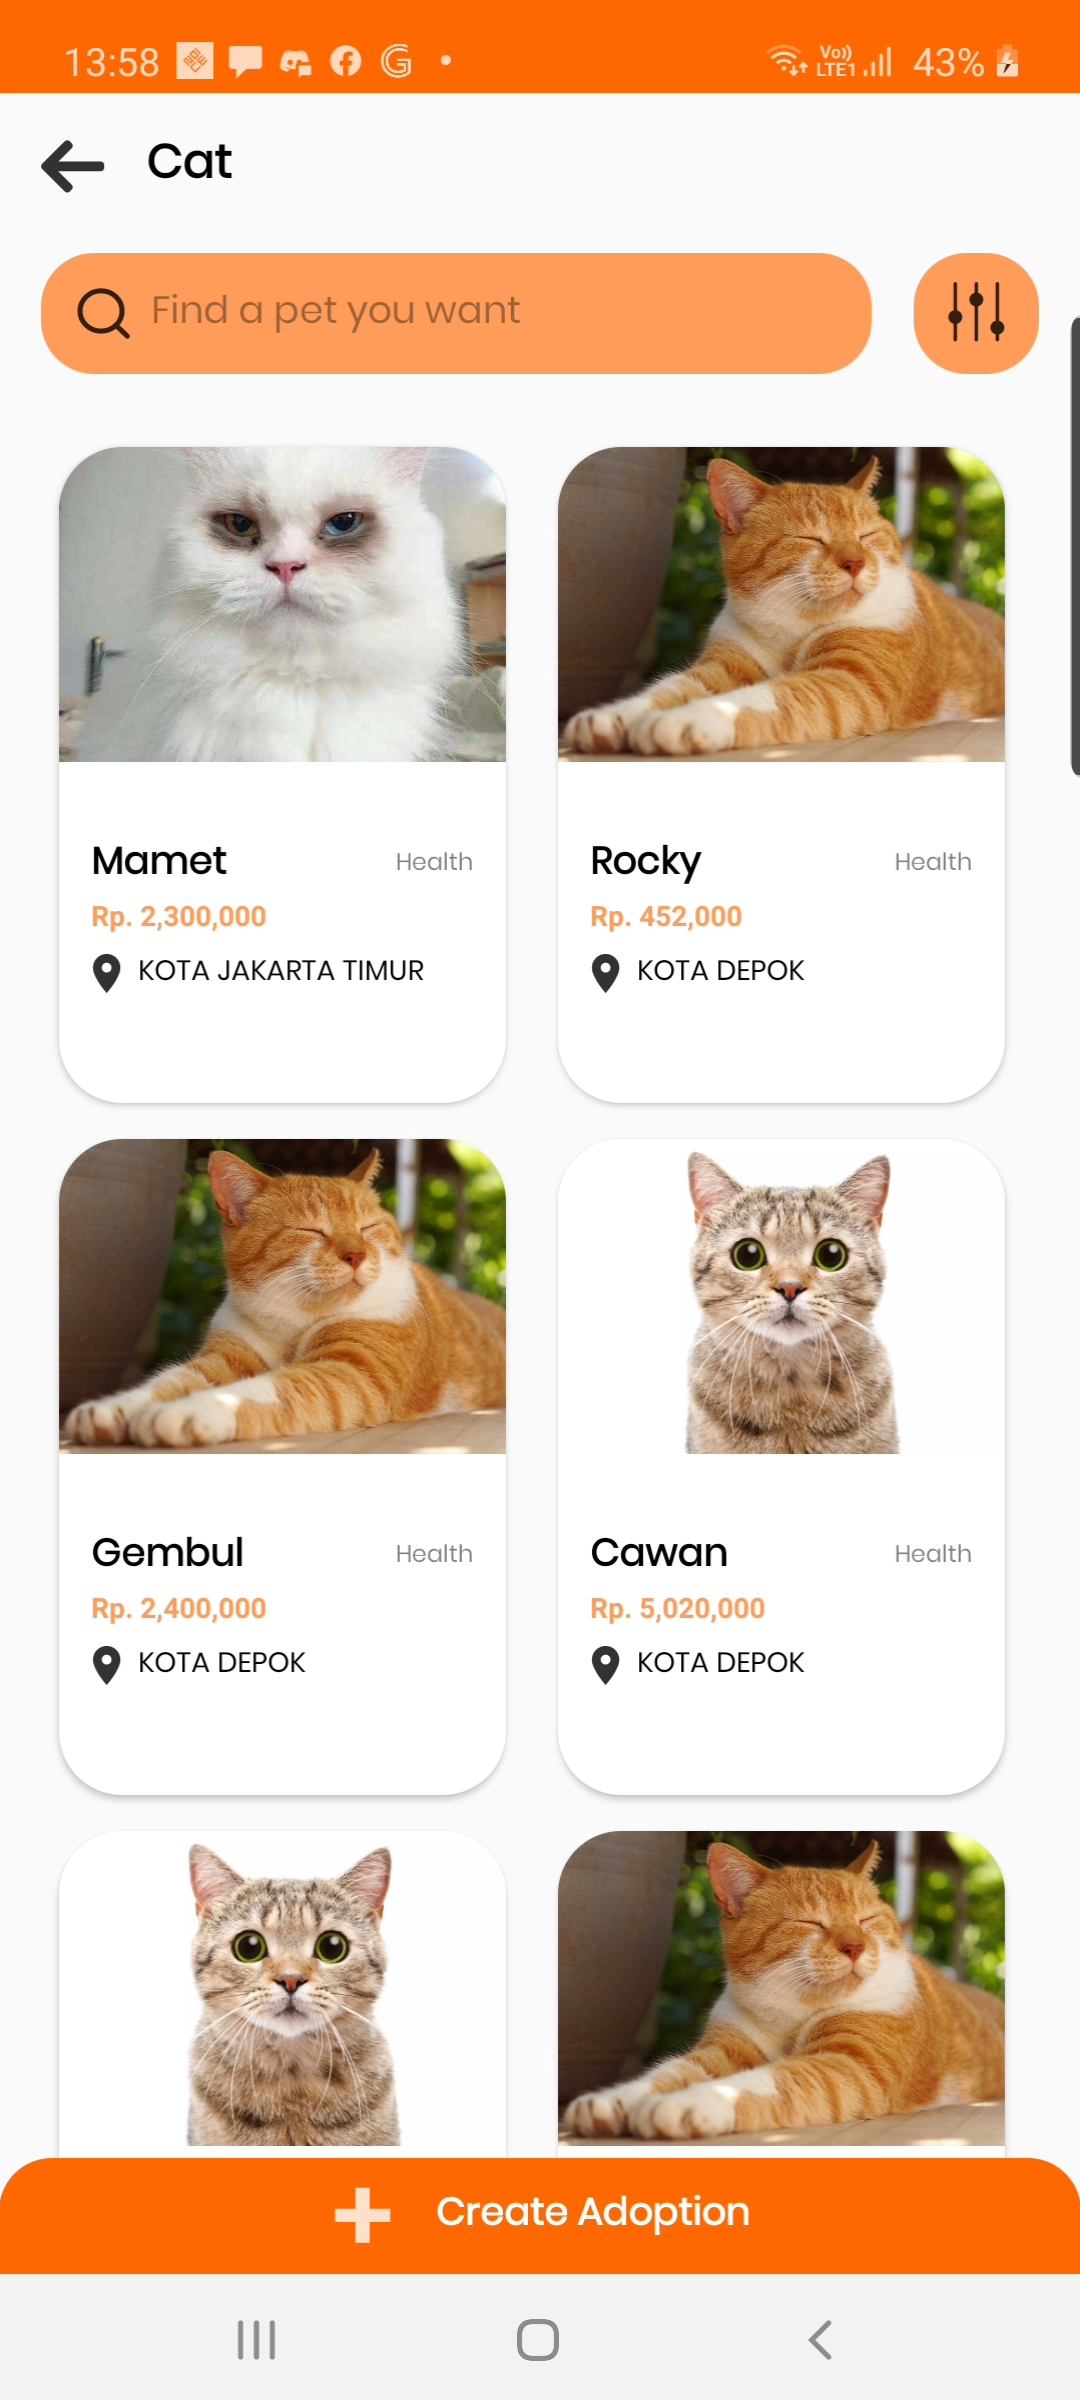 13:58
Vo))
LTE1
43%
Cat
Find a pet you want
Mamet
Health
Rp. 2,300,000
KOTA JAKARTA TIMUR
Rocky
Health
Rp. 452,000
KOTA DEPOK
Gembul
Health
Rp. 2,400,000
KOTA DEPOK
Cawan
Health
Rp. 5,020,000
KOTA DEPOK
Create Adoption